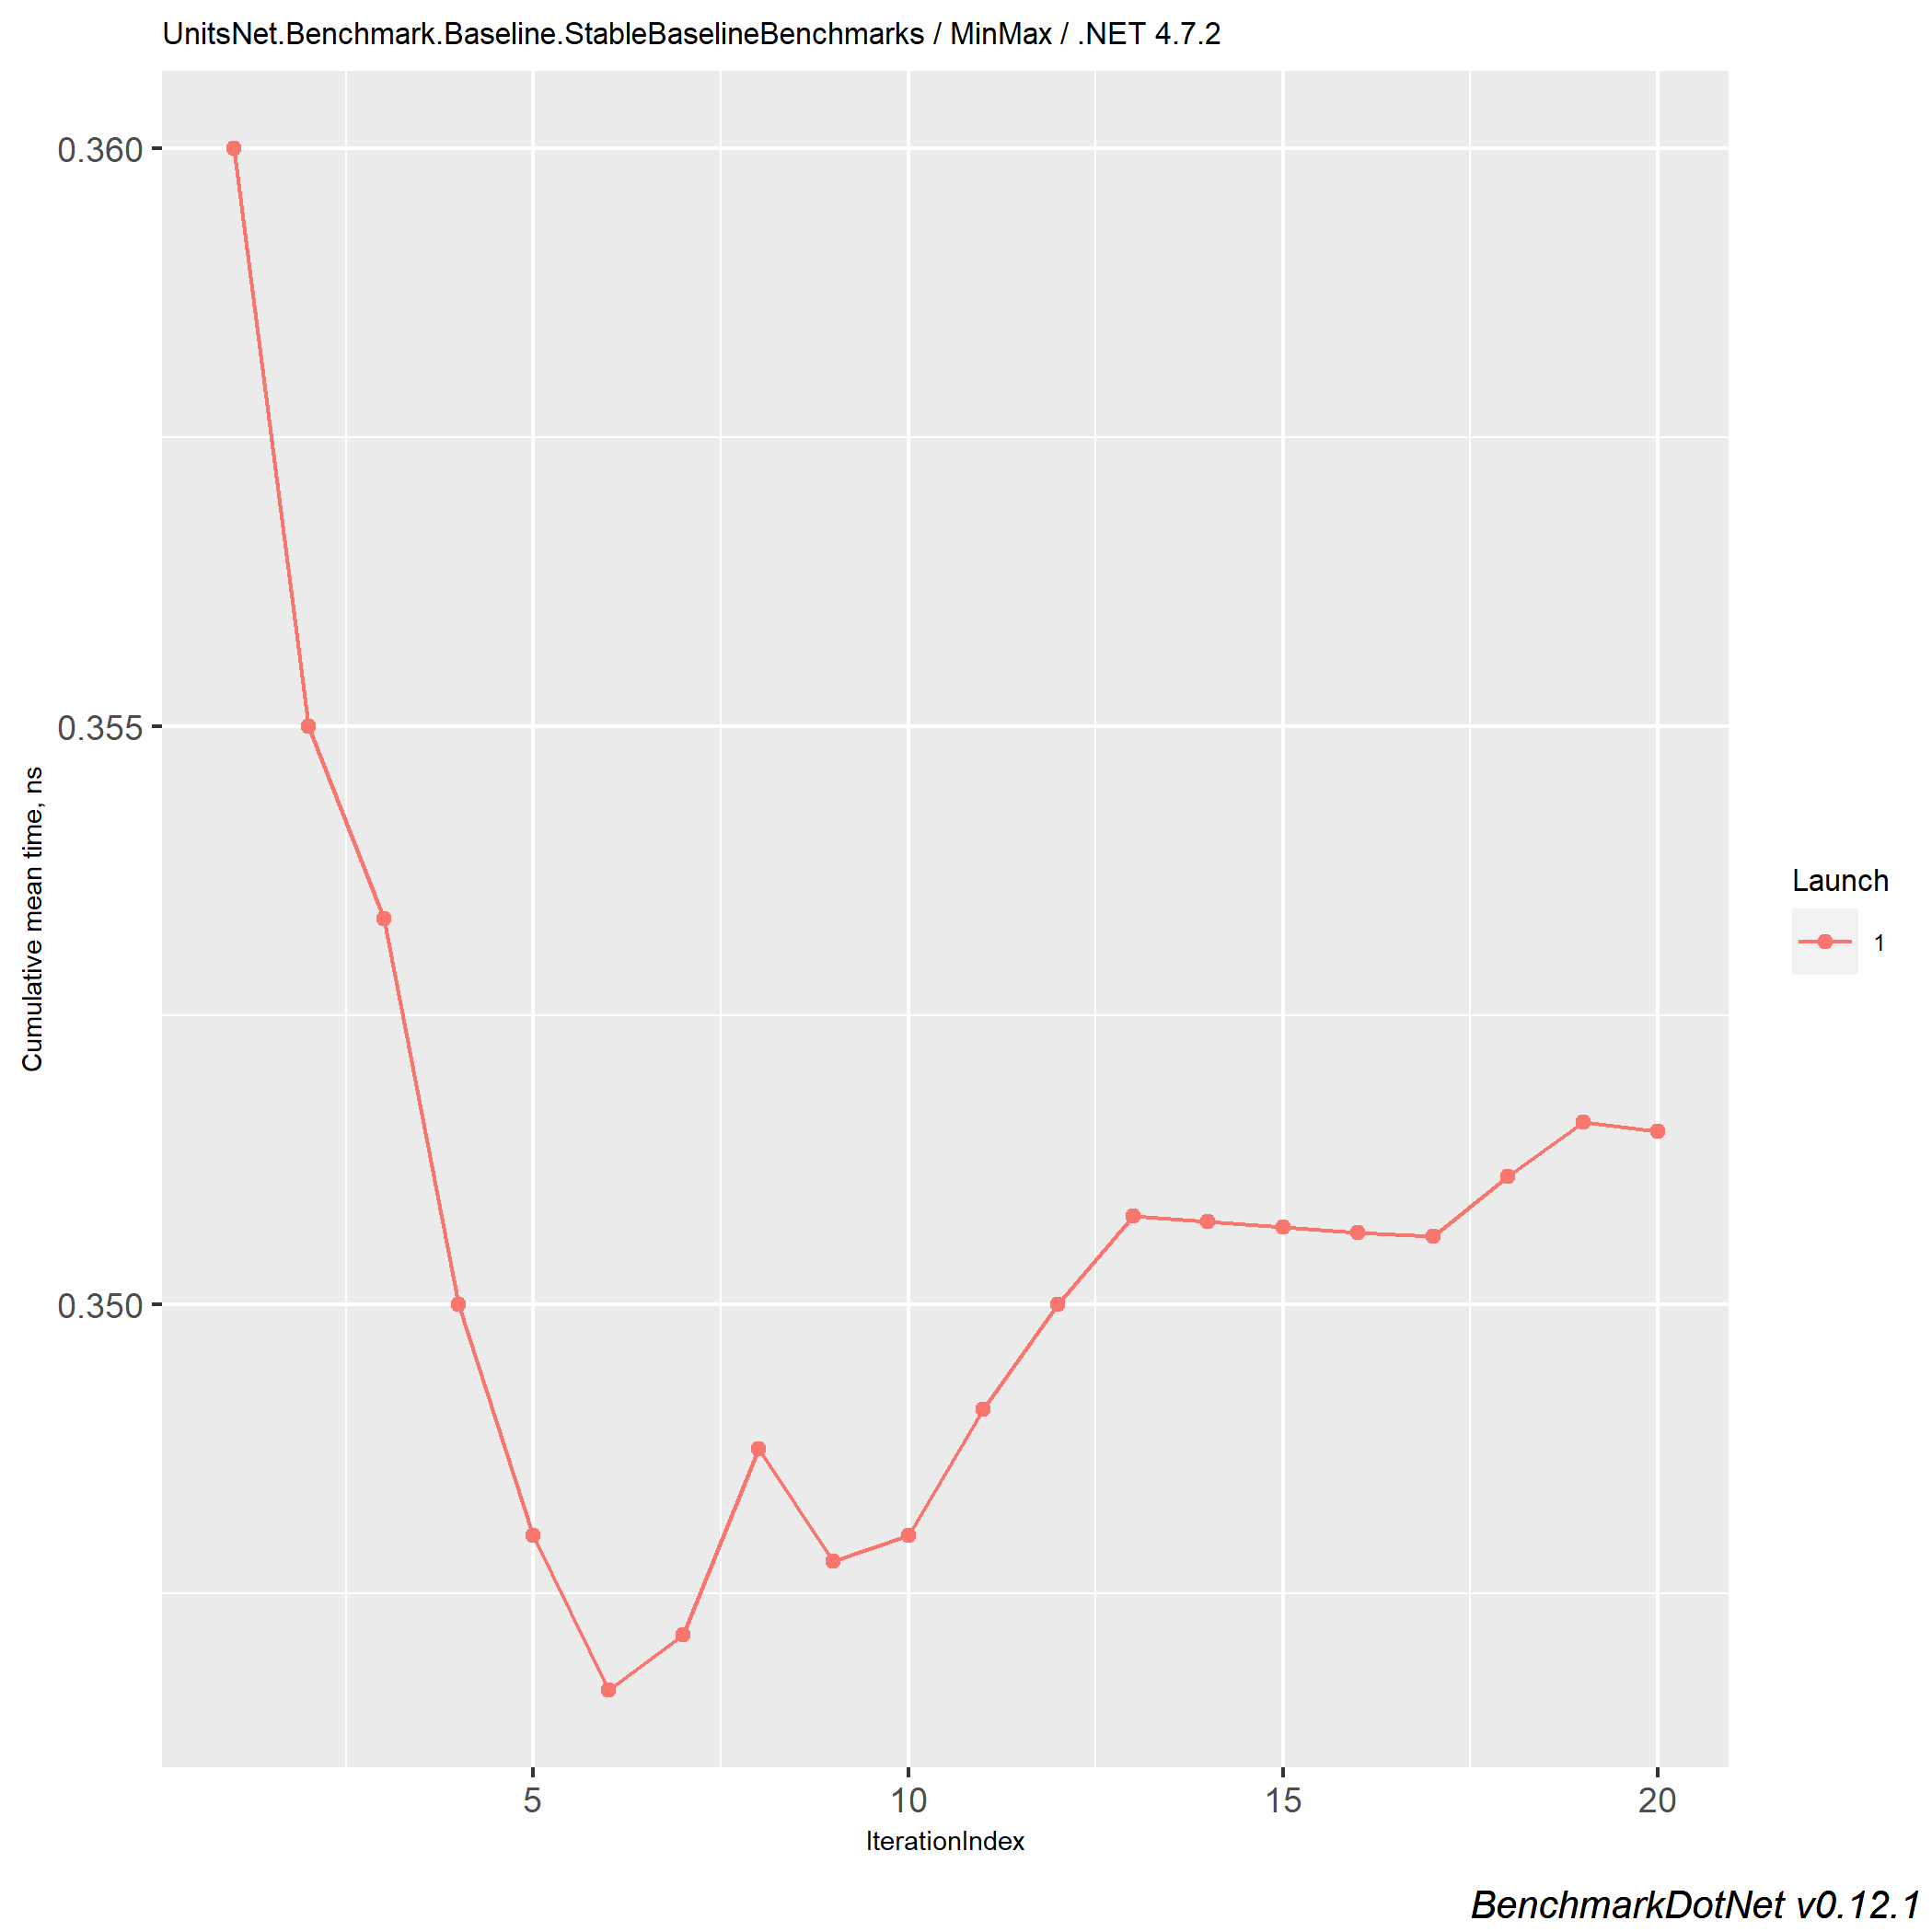 UnitsNet.Benchmark.Baseline.StableBaselineBenchmarks / MinMax / .NET 4.7.2
0.360
0.355
0.350
Cumulative mean time, ns
5 10 15 20
IterationIndex
Launch
1
BenchmarkDotNet v0.12.1